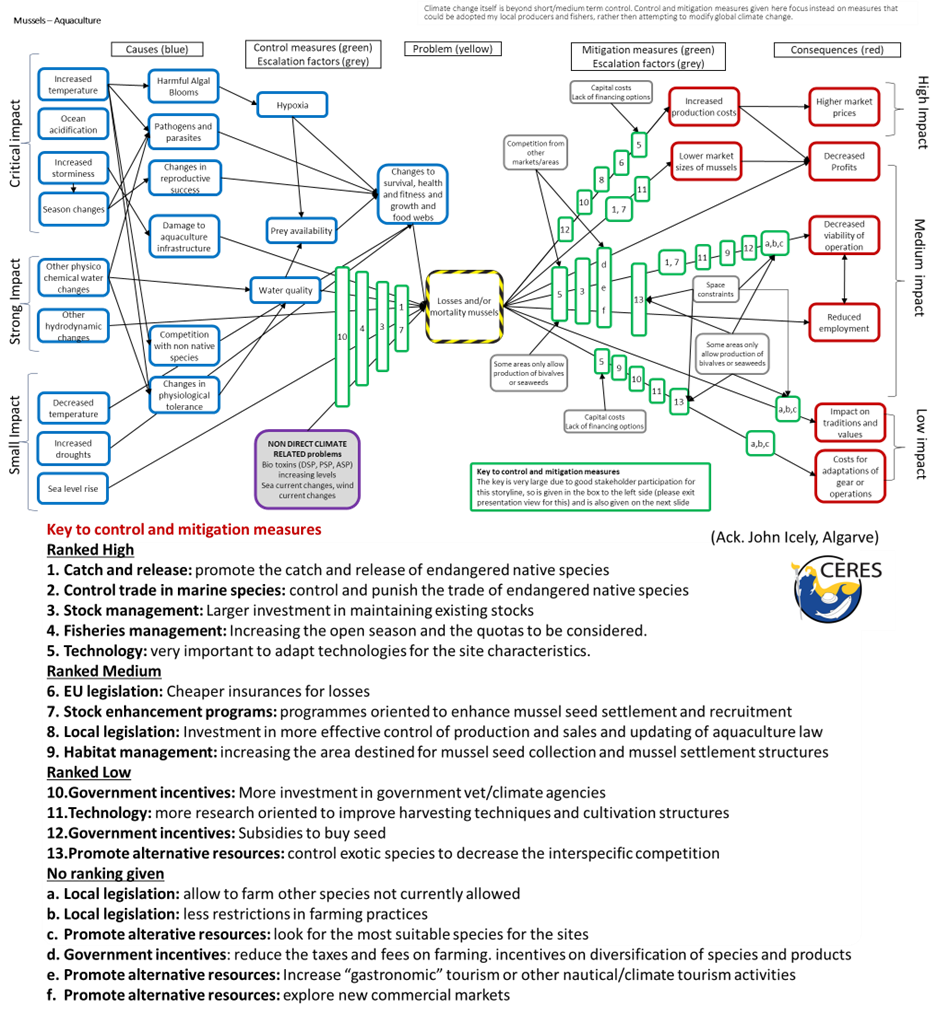 Climate change itself is beyond short/medium term control. Control and mitigation measures given here focus instead on measures that
could be adopted my local producers and fishers, rather then attempting to modify global climate change.
Mussels – Aquaculture
Causes (blue)
Control measures (green)
Escalation factors (grey)
Problem (yellow)
Mitigation measures (green)
Escalation factors (grey)
Consequences (red)
Critical impact
Strong Impact
Small Impact
Increased
temperature
Ocean
acidification
Increased
storminess
Season changes
Other physico
chemical water
changes
Other
hydrodynamic
changes
Decreased
temperature
Increased
droughts
Sea level rise
Harmful Algal
Blooms
Pathogens and
parasites
Changes in
reproductive
success
Damage to
aquaculture
infrastructure
Competition
with non native
species
Changes in
physiological
tolerance
Hypoxia
Prey availability
Water quality
Changes to
survival, health
and fitness and
growth and
food webs
10
4
3
1
7
Losses and/or
mortality mussels
NON DIRECT CLIMATE
RELATED problems
Bio toxins (DSP, PSP, ASP)
increasing levels
Sea current changes, wind
current changes
Capital costs
Lack of financing options
Competition from
other
markets/areas
5
6
8
10
12
11
1, 7
5
3
d
e
f
13
1, 7
11
9
12
a,b,c
Space
constraints
Some areas only
allow production of
bivalves or seaweeds
Some areas only allow
production of bivalves
or seaweeds
5
9
10
11
13
Capital costs
Lack of financing options
a,b,c
a,b,c
Increased
production costs
Lower market
sizes of mussels
Higher market
prices
Decreased
Profits
Decreased
viability of
operation
Reduced
employment
Impact on
traditions and
values
Costs for
adaptations of
gear or
operations
High Impact
Medium impact
Low impact
Key to control and mitigation measures
The key is very large due to good stakeholder participation for
this storyline, so is given in the box to the left side (please exit
presentation view for this) and is also given on the next slide
Key to control and mitigation measures
(Ack. John Icely, Algarve)
CERES
Ranked High
1. Catch and release: promote the catch and release of endangered native species
2. Control trade in marine species: control and punish the trade of endangered native species
3. Stock management: Larger investment in maintaining existing stocks
4. Fisheries management: Increasing the open season and the quotas to be considered.
5. Technology: very important to adapt technologies for the site characteristics.
Ranked Medium
6. EU legislation: Cheaper insurances for losses
7. Stock enhancement programs: programmes oriented to enhance mussel seed settlement and recruitment
8. Local legislation: Investment in more effective control of production and sales and updating of aquaculture law
9. Habitat management: increasing the area destined for mussel seed collection and mussel settlement structures
Ranked Low
10.Government incentives: More investment in government vet/climate agencies
11.Technology: more research oriented to improve harvesting techniques and cultivation structures
12.Government incentives: Subsidies to buy seed
13.Promote alternative resources: control exotic species to decrease the interspecific competition
No ranking given
a. Local legislation: allow to farm other species not currently allowed
b. Local legislation: less restrictions in farming practices
c. Promote alterative resources: look for the most suitable species for the sites
d. Government incentives: reduce the taxes and fees on farming. incentives on diversification of species and products
e. Promote alternative resources: Increase “gastronomic” tourism or other nautical/climate tourism activities
f. Promote alternative resources: explore new commercial markets